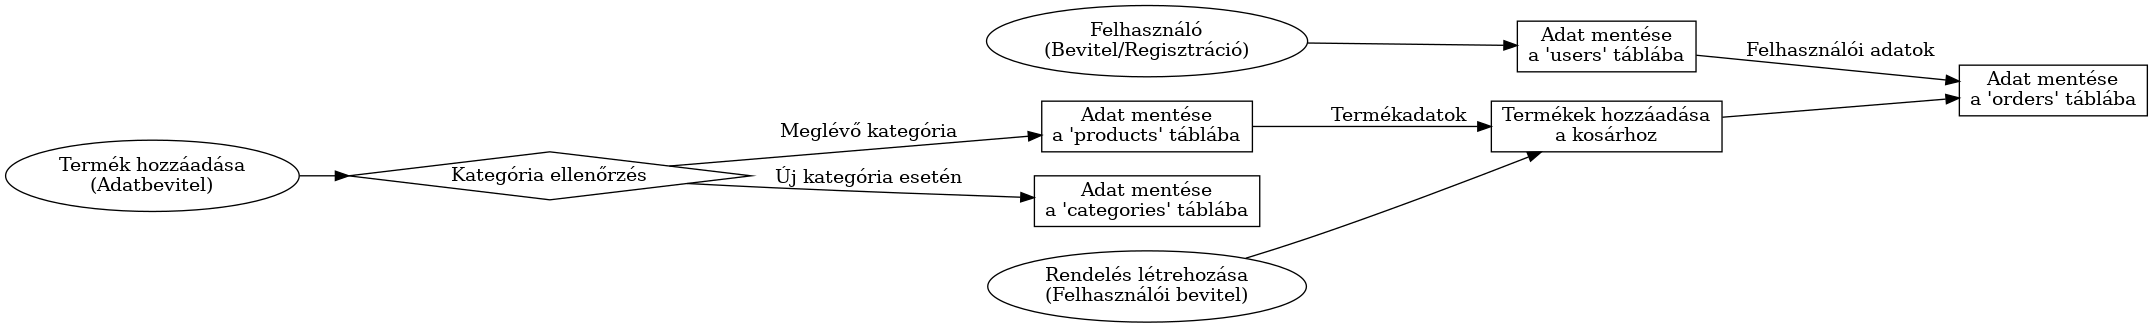 Felhasználó
(Bevitel/Regisztráció)
Adat mentése
a 'users' táblába
Felhasználói adatok
Adat mentése
a 'orders' táblába
Termék hozzáadása
(Adatbevitel)
Kategória ellenőrzés
Meglévő kategória
Adat mentése
a 'products' táblába
Termékadatok
Termékek hozzáadása
a kosárhoz
Új kategória esetén
Adat mentése
a 'categories' táblába
Rendelés létrehozása
(Felhasználói bevitel)